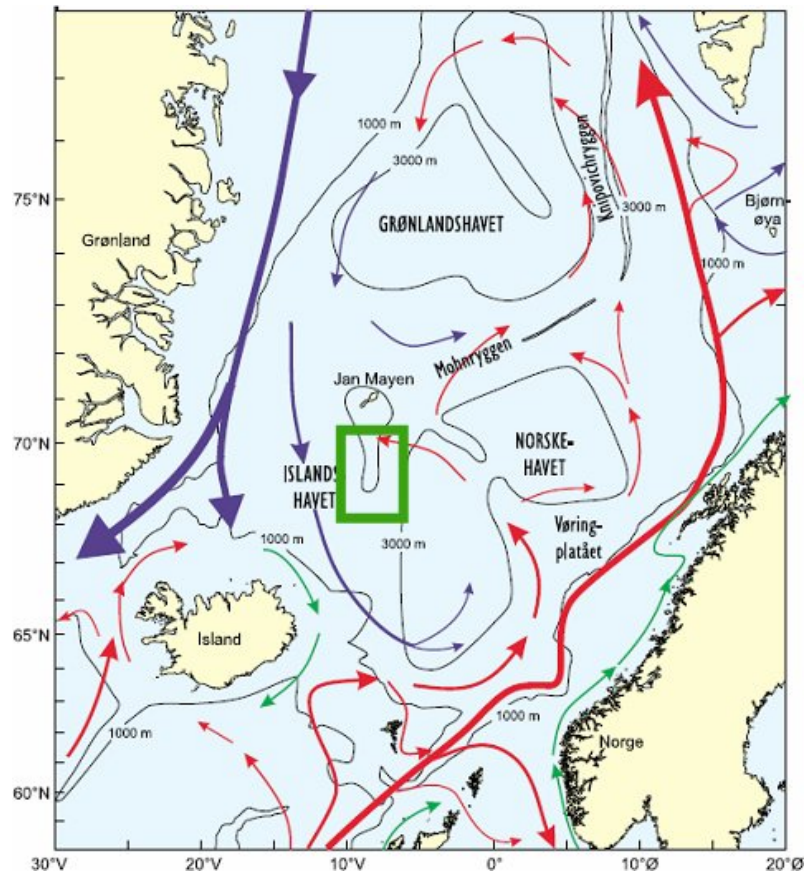 1000 m
3000 m
Knipovichryggen
75°N
GRØNLANDSHAVET
3000 m
Bjørn-
øya
Grønland
1000 m
Mohnryggen
Jan Mayen
70°N
NORSKE-
HAVET
ISLANDS
HAVET
Vøring-
platået
3000 m
1000 m
65°N
Island
1000 m
1000 m
Norge
60°N
30°V
20°V
10°V
0°
10°Ø
20°Ø